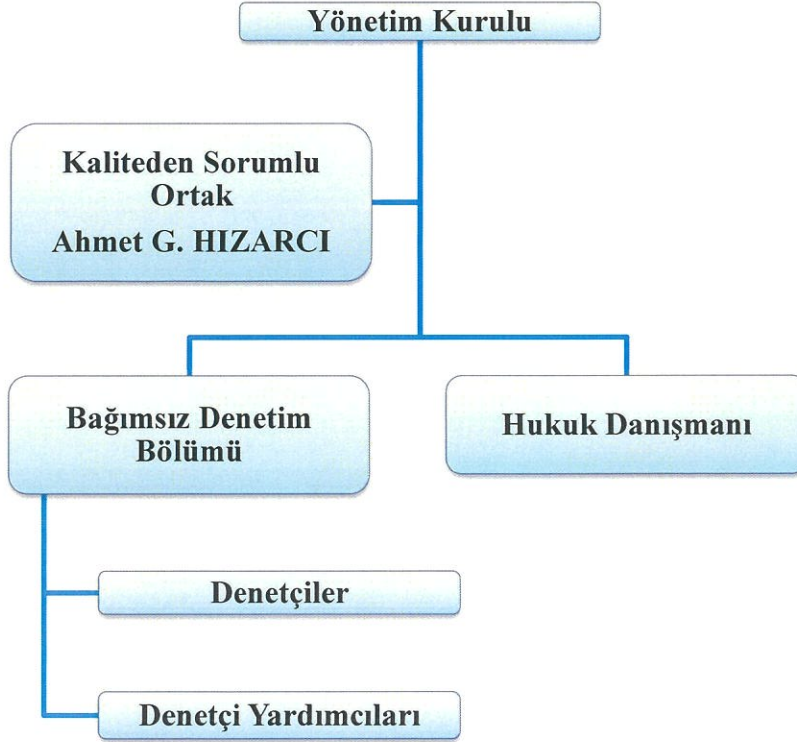 Yönetim Kurulu
Kaliteden Sorumlu
Ortak
Ahmet G. HIZARCI
Bağımsız Denetim
Bölümü
Hukuk Danışmanı
Denetçiler
Denetçi Yardımcıları